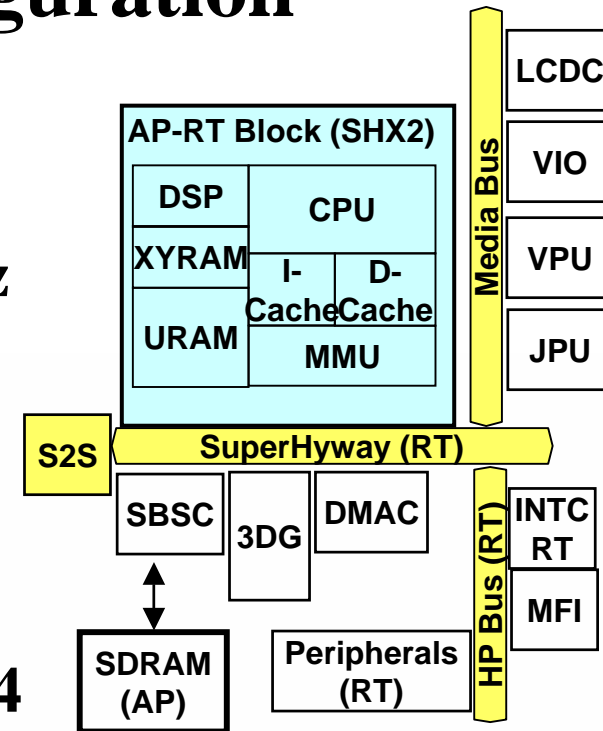 guration
LCDC
AP-RT Block (SHX2)
Media Bus
VIO
DSP
CPU
z
XYRAM
I-
Cache
D-
Cache
VPU
URAM
MMU
JPU
S2S
SuperHyway (RT)
SBSC
3DG
DMAC
HP Bus (RT)
INTC
RT
MFI
SDRAM
(AP)
Peripherals
(RT)
4